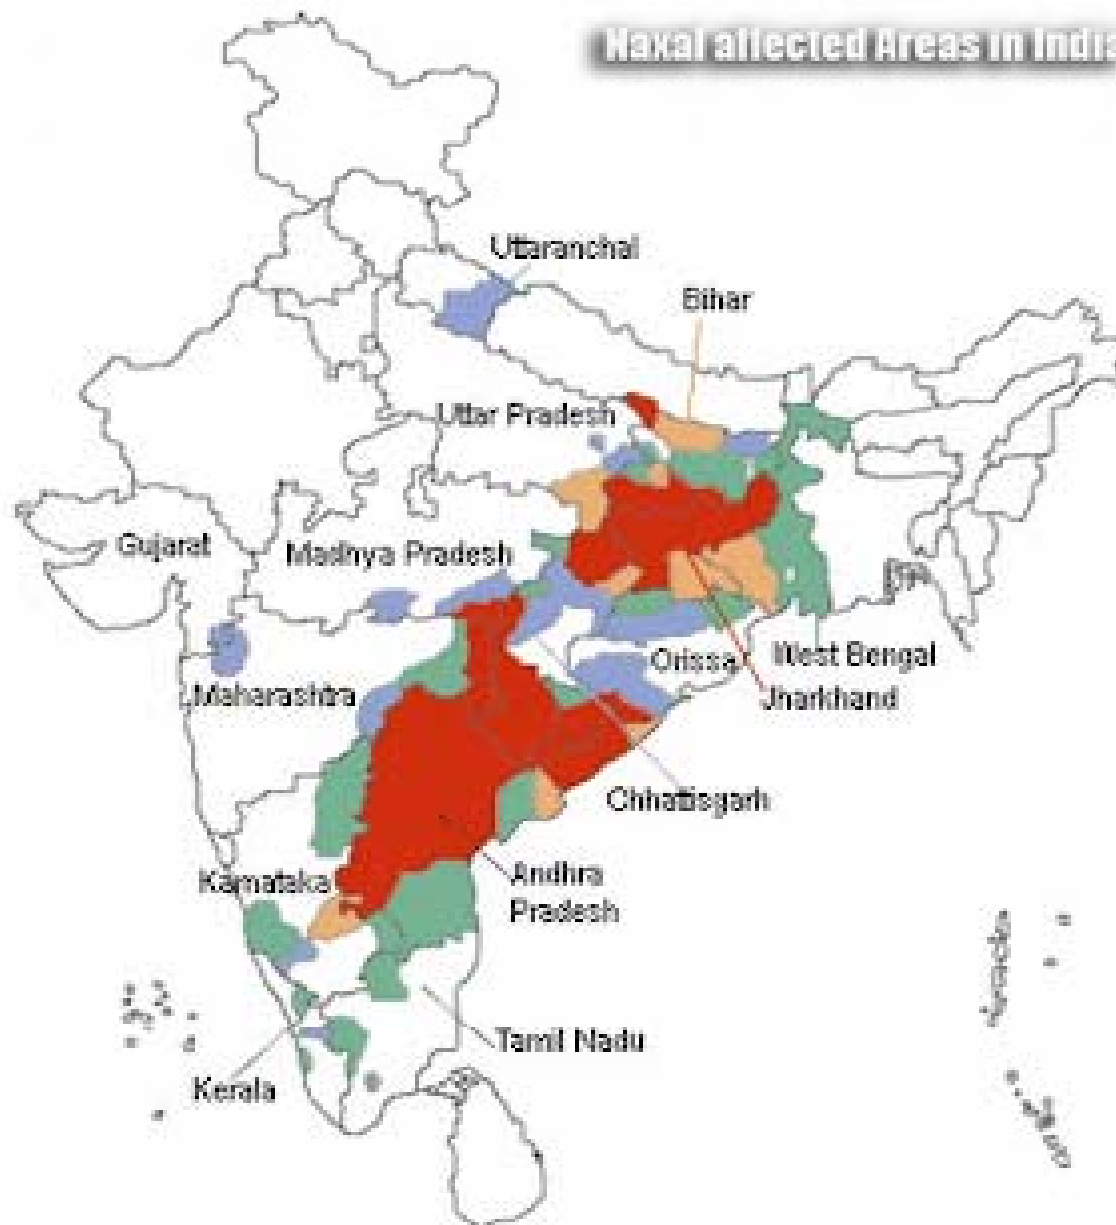 Naxal affected Areas in India
Uttaranchal
Bihar
Uttar Pradesh
Gujarat
Madhya Pradesh
Orissa
West Bengal
Maharashtra
Jharkhand
Chhattisgarh
Karnataka
Andhra
Pradesh
Tamil Nadu
Kerala